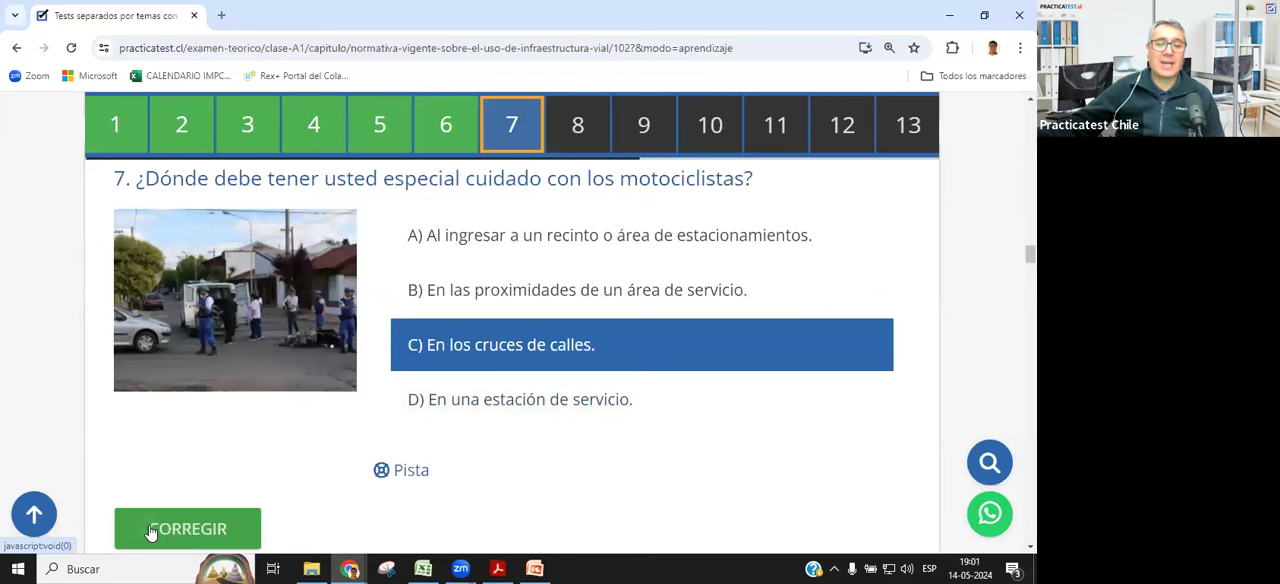 Tests separados por temas con
practicatest.cl/examen-teorico/clase-A1/capitulo/normativa-vigente-sobre-el-uso-de-infraestructura-vial/102?&modo=aprendizaje
Zoom
Microsoft
CALENDARIO IMPC...
Rex+ Portal del Cola...
Todos los marcadores
PRACTICATEST.cl
Practicatest Chile
1 2 3 4 5 6 7 8 9 10 11 12 13
7. ¿Dónde debe tener usted especial cuidado con los motociclistas?
A) Al ingresar a un recinto o área de estacionamientos.
B) En las proximidades de un área de servicio.
C) En los cruces de calles.
D) En una estación de servicio.
Pista
CORREGIR
javascript:void(0)
Buscar
ESP
19:01
14-05-2024
3